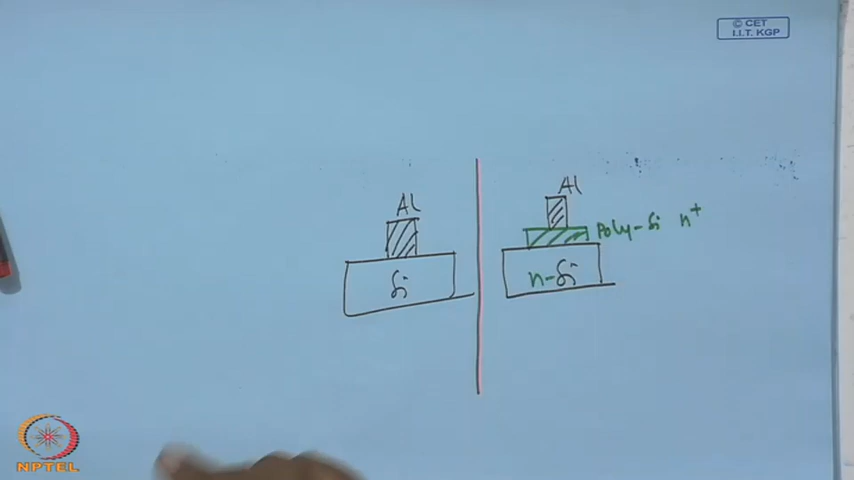 © CET
I.I.T. KGP
Al
Si
Al
Poly-Si n+
n-Si
NPTEL